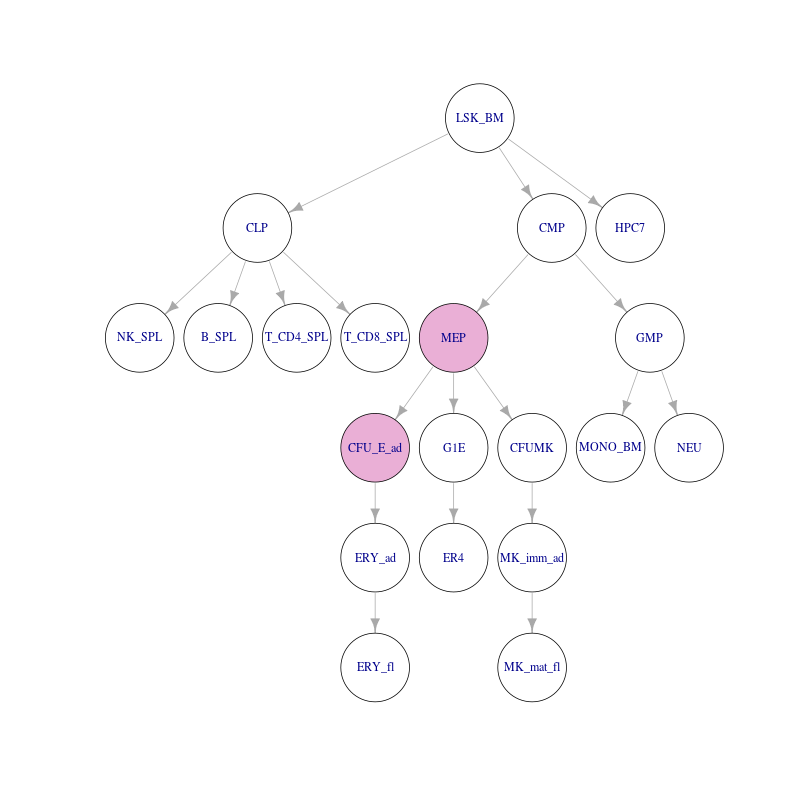 LSK_BM
CLP
CMP
HPC7
NK_SPL
B_SPL
T_CD4_SPL
T_CD8_SPL
MEP
GMP
CFU_E_ad
G1E
CFUMK
MONO_BM
NEU
ERY_ad
ER4
MK_imm_ad
ERY_fl
MK_mat_fl